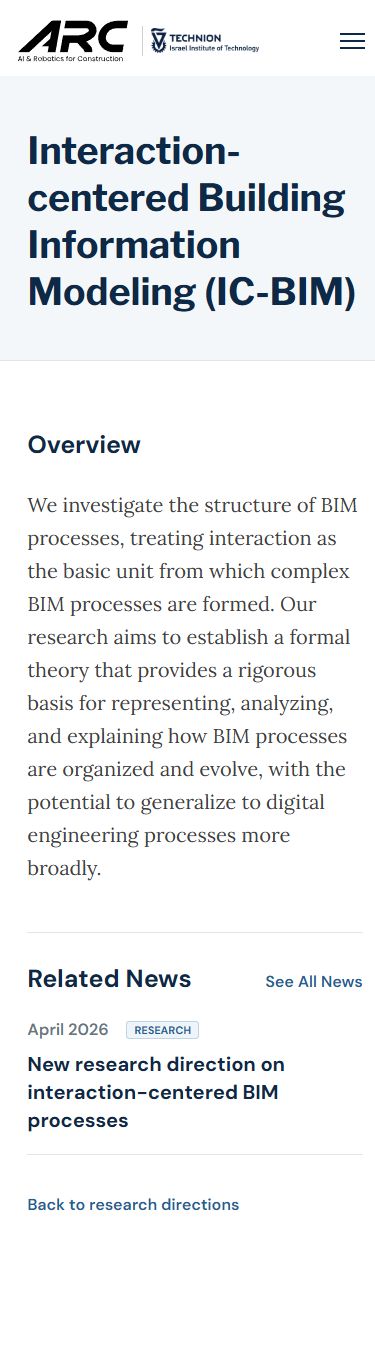 ARC
AI & Robotics for Construction
TECHNION
Israel Institute of Technology
Interaction-
centered Building
Information
Modeling (IC-BIM)
Overview
We investigate the structure of BIM
processes, treating interaction as
the basic unit from which complex
BIM processes are formed. Our
research aims to establish a formal
theory that provides a rigorous
basis for representing, analyzing,
and explaining how BIM processes
are organized and evolve, with the
potential to generalize to digital
engineering processes more
broadly.
Related News
See All News
April 2026
RESEARCH
New research direction on
interaction-centered BIM
processes
Back to research directions